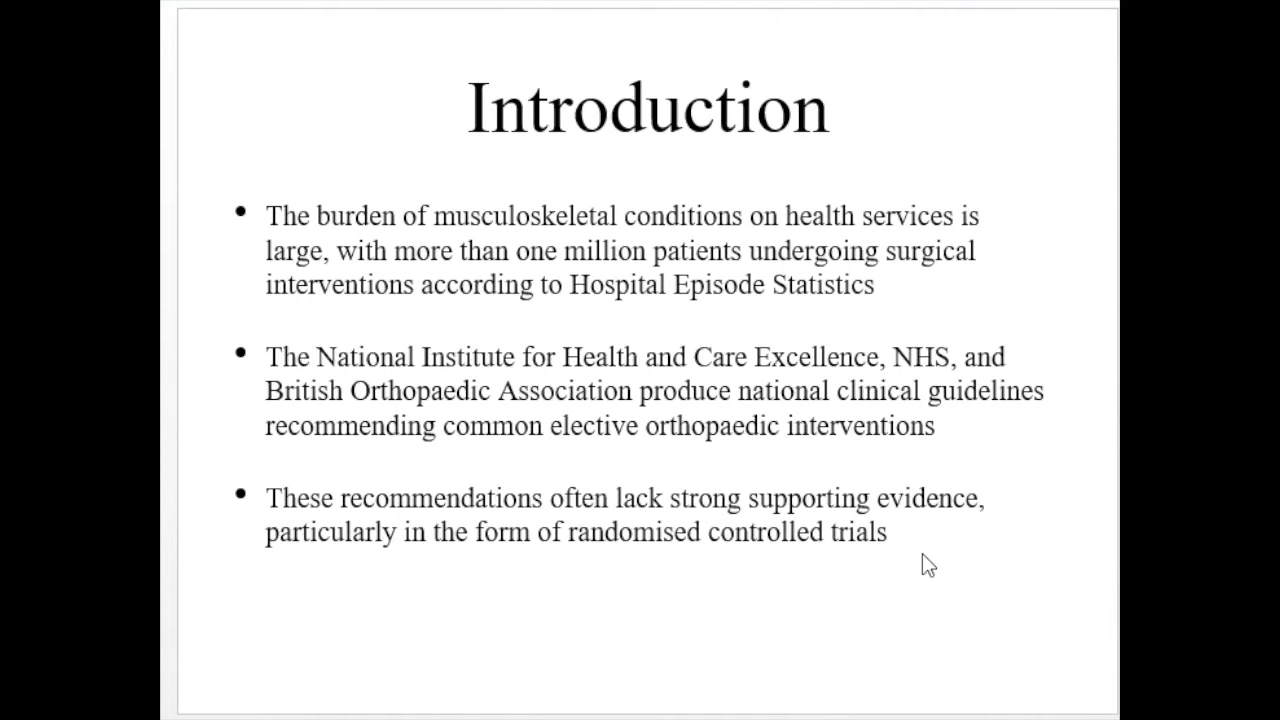 Introduction
• The burden of musculoskeletal conditions on health services is
large, with more than one million patients undergoing surgical
interventions according to Hospital Episode Statistics
• The National Institute for Health and Care Excellence, NHS, and
British Orthopaedic Association produce national clinical guidelines
recommending common elective orthopaedic interventions
• These recommendations often lack strong supporting evidence,
particularly in the form of randomised controlled trials